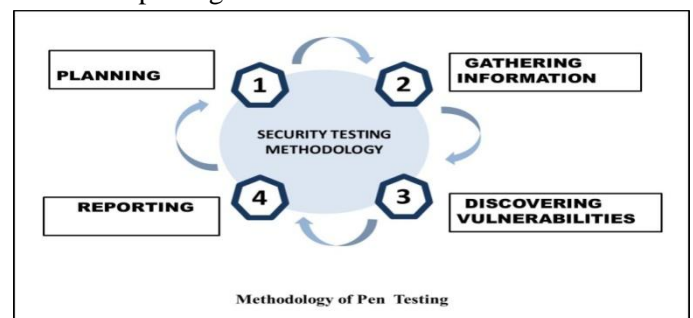 PLANNING
1
2
GATHERING
INFORMATION
SECURITY TESTING
METHODOLOGY
REPORTING
4
3
DISCOVERING
VULNERABILITIES
Methodology of Pen Testing